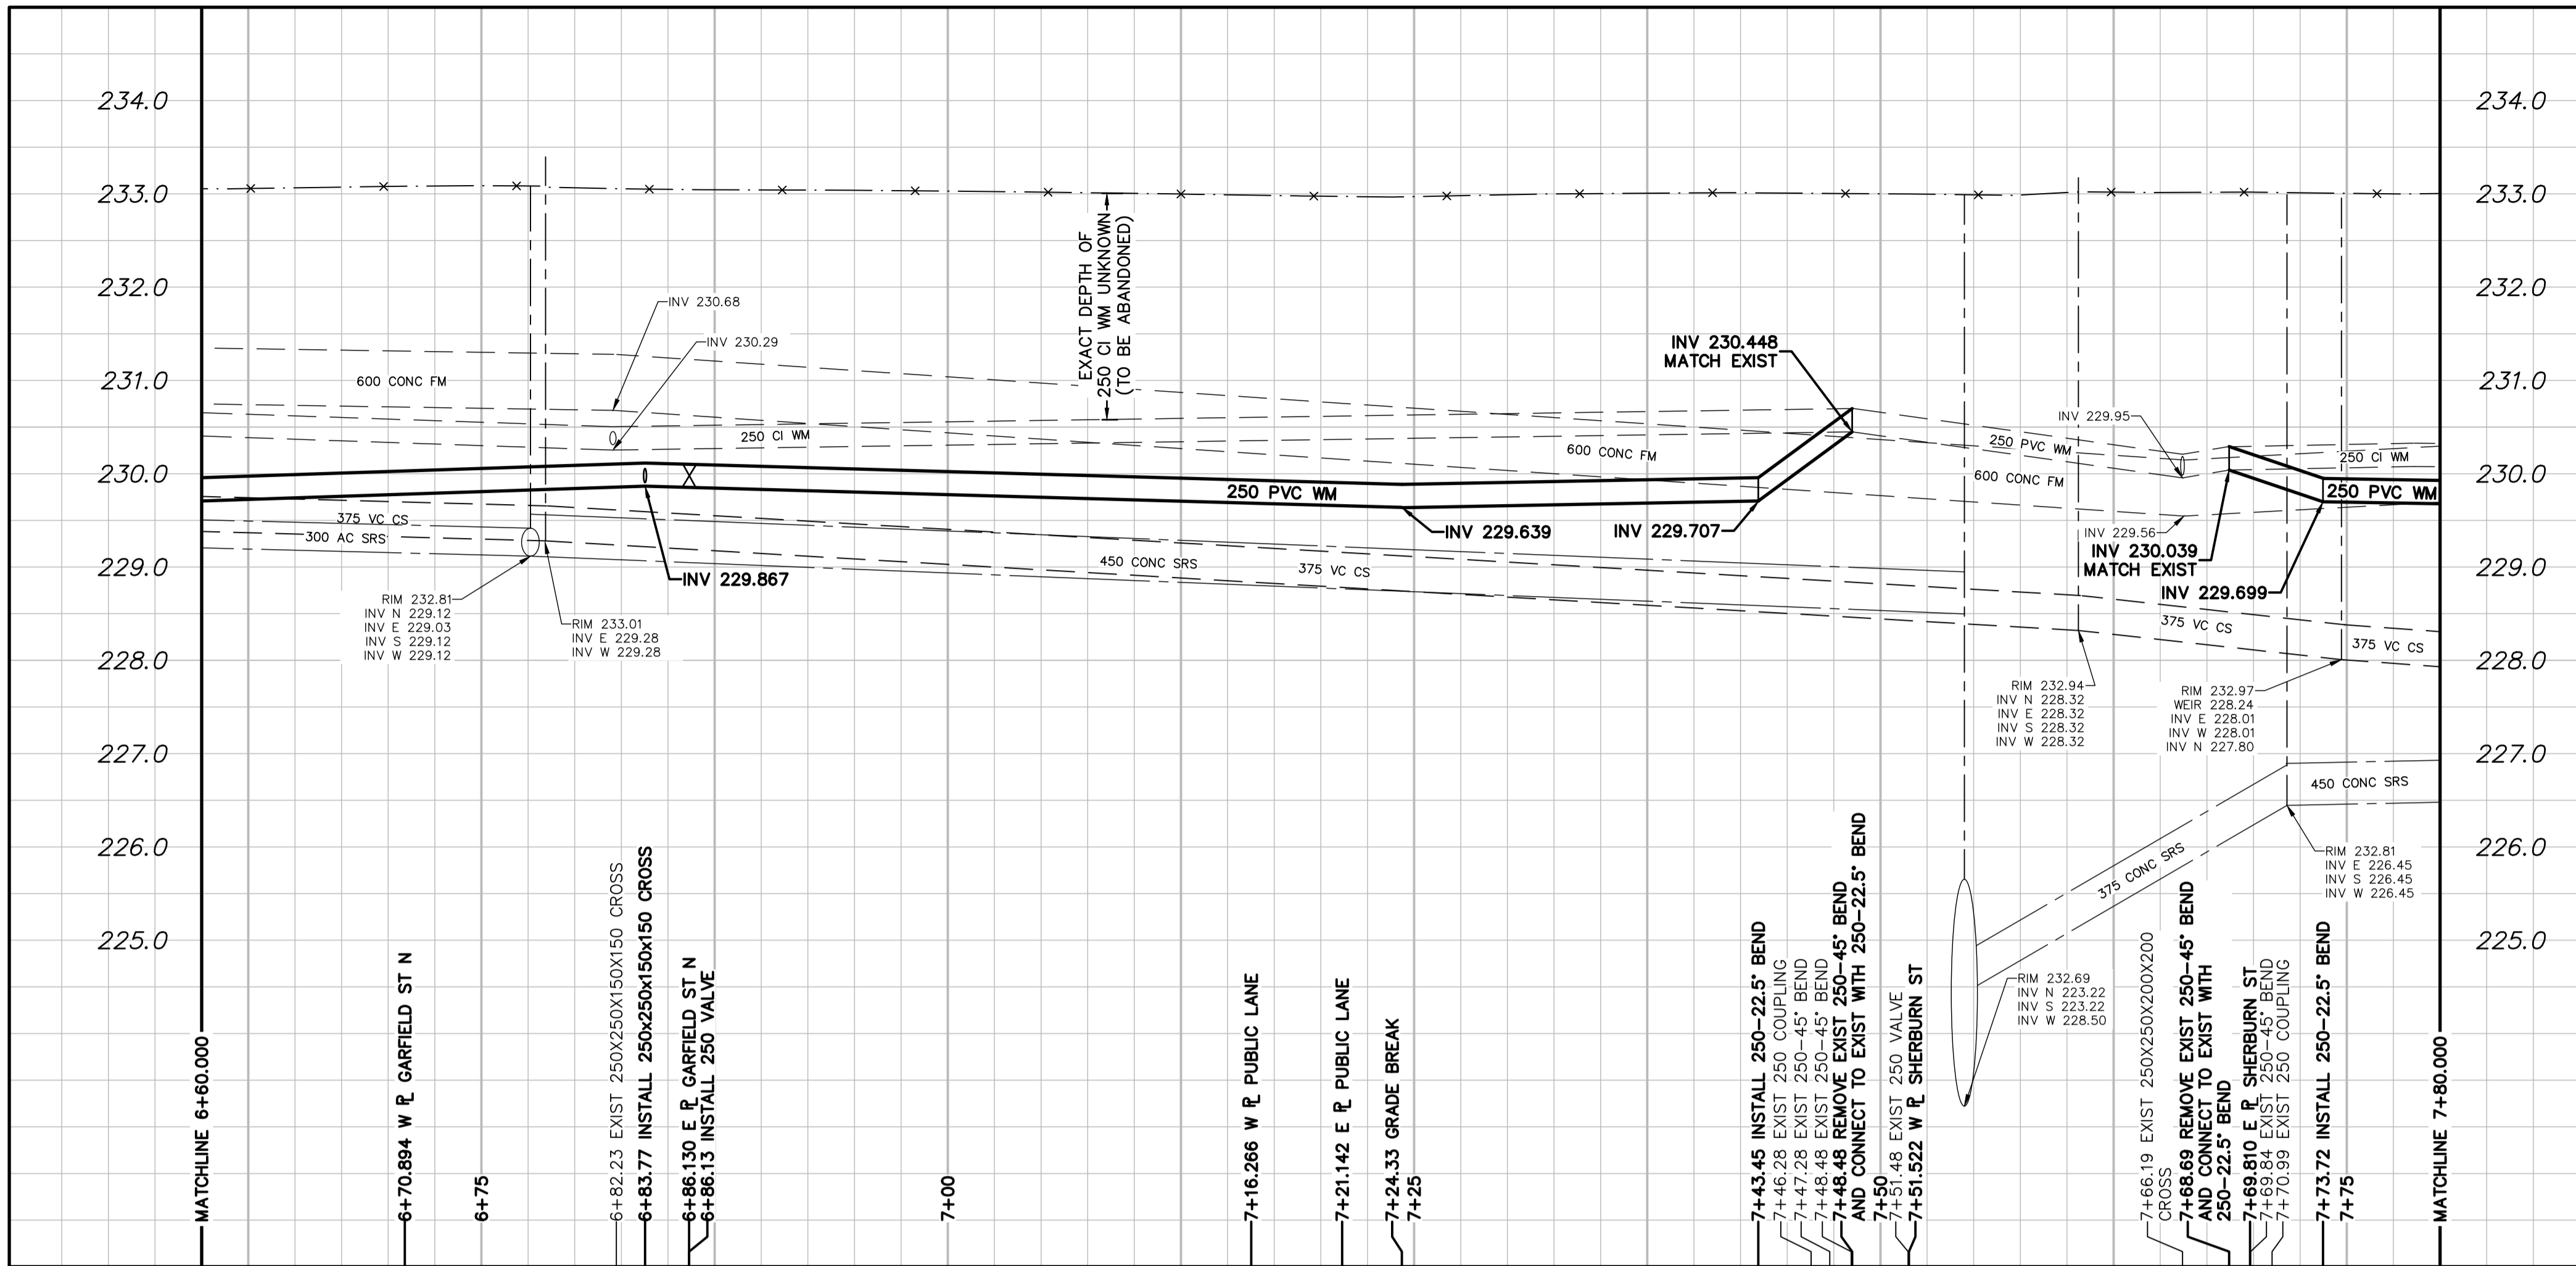 234.0
234.0
233.0
233.0
232.0
232.0
231.0
231.0
230.0
230.0
229.0
229.0
228.0
228.0
227.0
227.0
226.0
226.0
225.0
225.0
INV 230.68
INV 230.29
600 CONC FM
250 CI WM
EXACT DEPTH OF
250 CI WM UNKNOWN
(TO BE ABANDONED)
INV 230.448
MATCH EXIST
600 CONC FM
250 PVC WM
INV 229.95
250 PVC WM
600 CONC FM
250 CI WM
250 PVC WM
375 VC CS
300 AC SRS
INV 229.867
INV 229.639
INV 229.707
450 CONC SRS
375 VC CS
INV 229.56
INV 230.039
MATCH EXIST
INV 229.699
RIM 232.81
INV N 229.12
INV E 229.03
INV S 229.12
INV W 229.12
RIM 233.01
INV E 229.28
INV W 229.28
375 VC CS
375 VC CS
RIM 232.94
INV N 228.32
INV E 228.32
INV S 228.32
INV W 228.32
RIM 232.97
WEIR 228.24
INV E 228.01
INV W 228.01
INV N 227.80
450 CONC SRS
375 CONC SRS
RIM 232.81
INV E 226.45
INV S 226.45
INV W 226.45
RIM 232.69
INV N 223.22
INV S 223.22
INV W 228.50
MATCHLINE 6+60.000
6+70.894 W PL GARFIELD ST N
6+75
6+82.23 EXIST 250X250X150X150 CROSS
6+83.77 INSTALL 250x250x150x150 CROSS
6+86.130 E PL GARFIELD ST N
6+86.13 INSTALL 250 VALVE
7+00
7+16.266 W PL PUBLIC LANE
7+21.142 E PL PUBLIC LANE
7+24.33 GRADE BREAK
7+25
7+43.45 INSTALL 250-22.5° BEND
7+46.28 EXIST 250 COUPLING
7+47.28 EXIST 250-45° BEND
7+48.48 EXIST 250-45° BEND
7+48.48 REMOVE EXIST 250-45° BEND
AND CONNECT TO EXIST WITH 250-22.5° BEND
7+50
7+51.48 EXIST 250 VALVE
7+51.522 W PL SHERBURN ST
7+66.19 EXIST 250X250X200X200
CROSS
7+68.69 REMOVE EXIST 250-45° BEND
AND CONNECT TO EXIST WITH
250-22.5° BEND
7+69.810 E PL SHERBURN ST
7+69.84 EXIST 250-45° BEND
7+70.99 EXIST 250 COUPLING
7+73.72 INSTALL 250-22.5° BEND
7+75
MATCHLINE 7+80.000